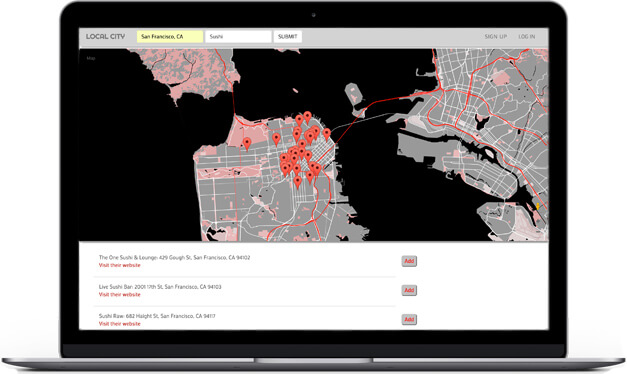 LOCAL CITY
San Francisco, CA
Sushi
SUBMIT
SIGN UP
LOG IN
Map
The One Sushi & Lounge: 429 Gough St, San Francisco, CA 94102
Visit their website
Add
Live Sushi Bar: 2001 17th St, San Francisco, CA 94103
Visit their website
Add
Sushi Raw: 682 Haight St, San Francisco, CA 94117
Visit their website
Add